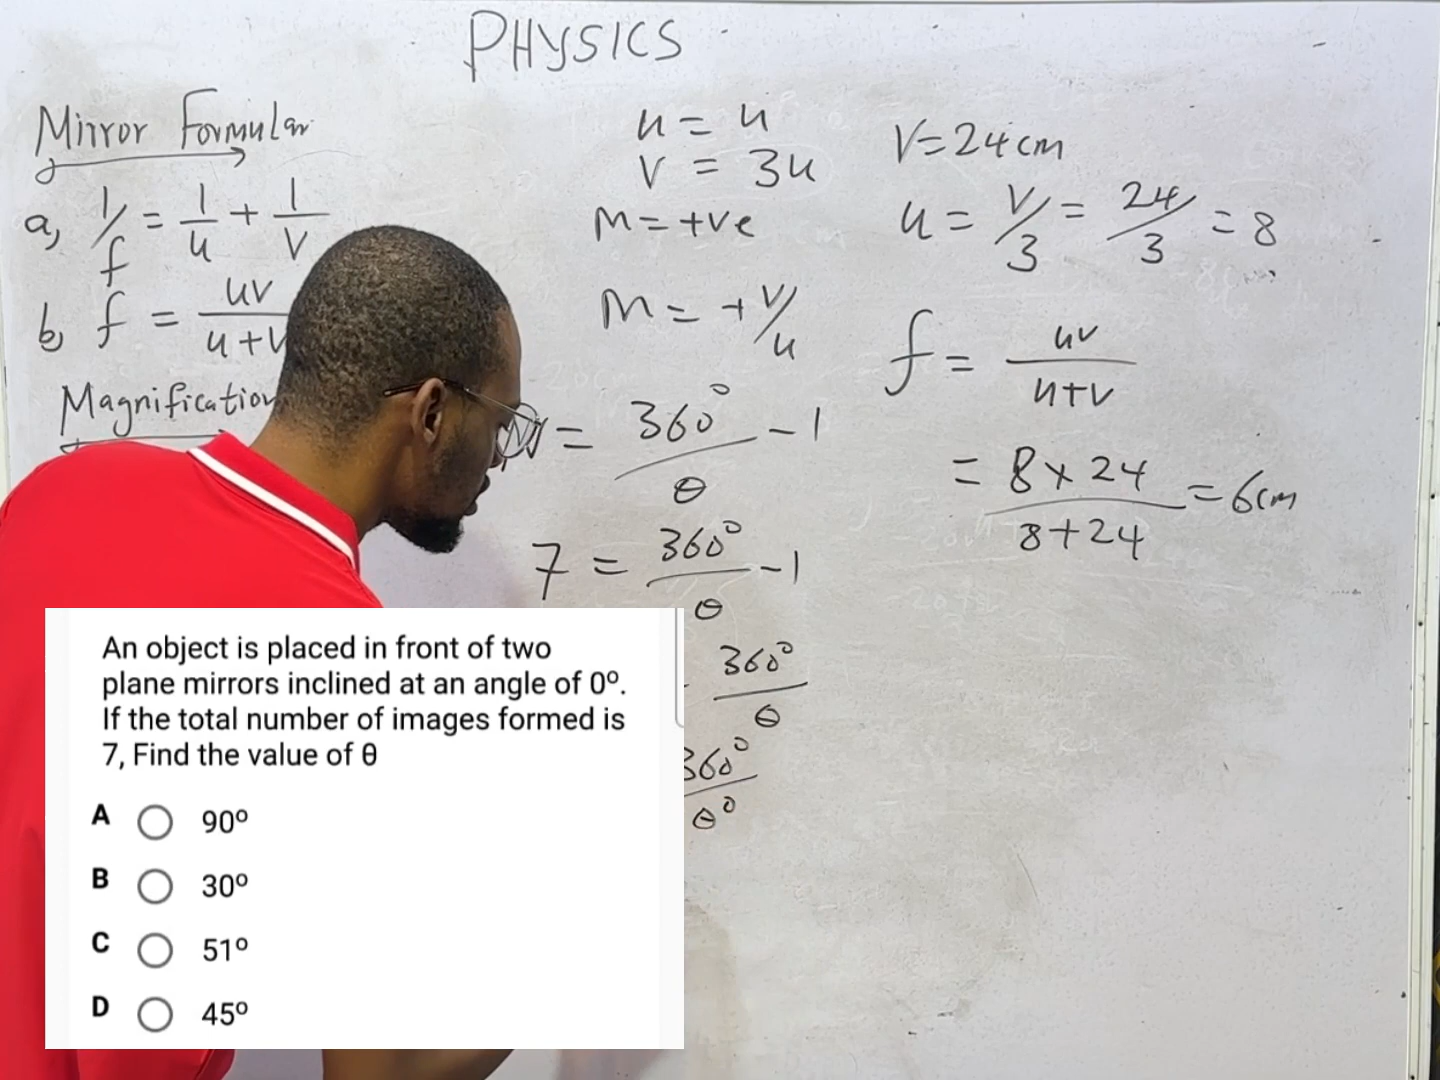 PHYSICS
Mirror Formular
a, 1/f = 1/u + 1/v
b, f = uv/u+v
Magnification
u = u
v = 3u
M = +ve
M = +v/u
N = 360°/θ - 1
7 = 360°/θ - 1
360°/θ
360°/θ°
V = 24cm
u = v/3 = 24/3 = 8
f = uv/u+v
= 8 x 24/8+24 = 6cm
An object is placed in front of two
plane mirrors inclined at an angle of 0º.
If the total number of images formed is
7, Find the value of θ
A 90º
B 30º
C 51º
D 45º